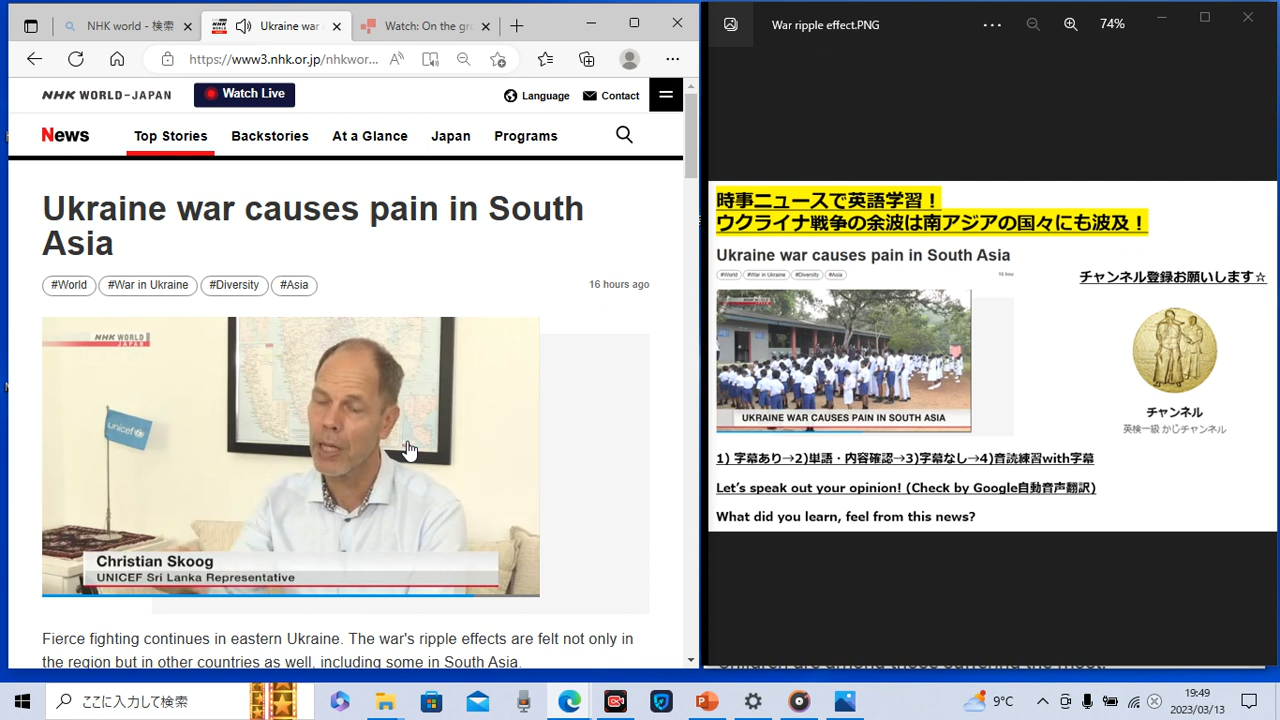 NHK world - 検索
Ukraine war
Watch: On the gr
https://www3.nhk.or.jp/nhkwor...
NHK WORLD-JAPAN
Watch Live
Language
Contact
News
Top Stories
Backstories
At a Glance
Japan
Programs
Ukraine war causes pain in South
Asia
#World
#War in Ukraine
#Diversity
#Asia
16 hours ago
NHK WORLD
JAPAN
unicef
Christian Skoog
UNICEF Sri Lanka Representative
Fierce fighting continues in eastern Ukraine. The war's ripple effects are felt not only in
the region but in other countries as well, including some in South Asia.
War ripple effect.PNG
74%
時事ニュースで英語学習！
ウクライナ戦争の余波は南アジアの国々にも波及！
Ukraine war causes pain in South Asia
#World
#War in Ukraine
#Diversity
#Asia
16 hou
チャンネル登録お願いします☆
UKRAINE WAR CAUSES PAIN IN SOUTH ASIA
チャンネル
英検一級 かじチャンネル
1) 字幕あり→2)単語・内容確認→3)字幕なし→4)音読練習with字幕
Let's speak out your opinion! (Check by Google自動音声翻訳)
What did you learn, feel from this news?
ここに入力して検索
9°C
19:49
2023/03/13